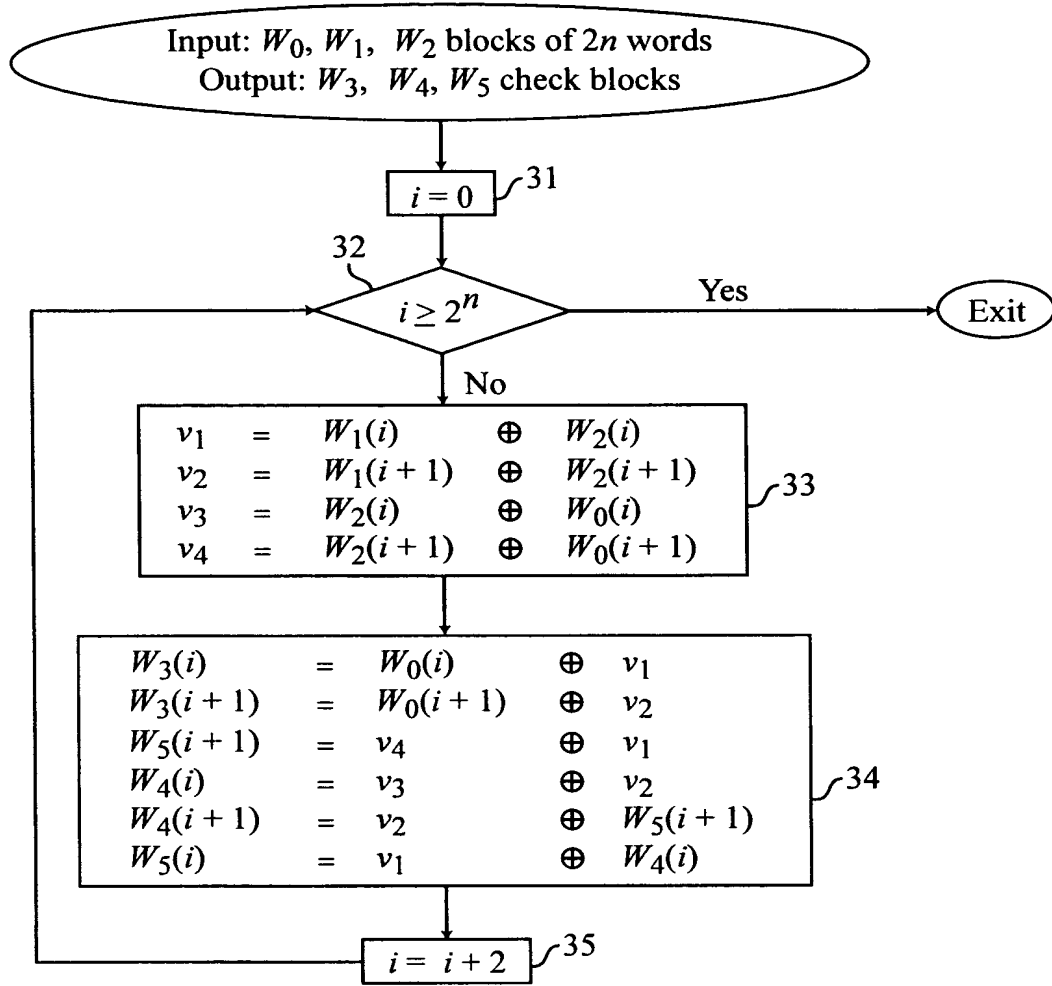 Input: W₀, W₁, W₂ blocks of 2n words
Output: W₃, W₄, W₅ check blocks
i = 0
31
32
i ≥ 2ⁿ
Yes
Exit
No
v₁ = W₁(i) ⊕ W₂(i)
v₂ = W₁(i + 1) ⊕ W₂(i + 1)
v₃ = W₂(i) ⊕ W₀(i)
v₄ = W₂(i + 1) ⊕ W₀(i + 1)
33
W₃(i) = W₀(i) ⊕ v₁
W₃(i + 1) = W₀(i + 1) ⊕ v₂
W₅(i + 1) = v₄ ⊕ v₁
W₄(i) = v₃ ⊕ v₂
W₄(i + 1) = v₂ ⊕ W₅(i + 1)
W₅(i) = v₁ ⊕ W₄(i)
34
i = i + 2
35